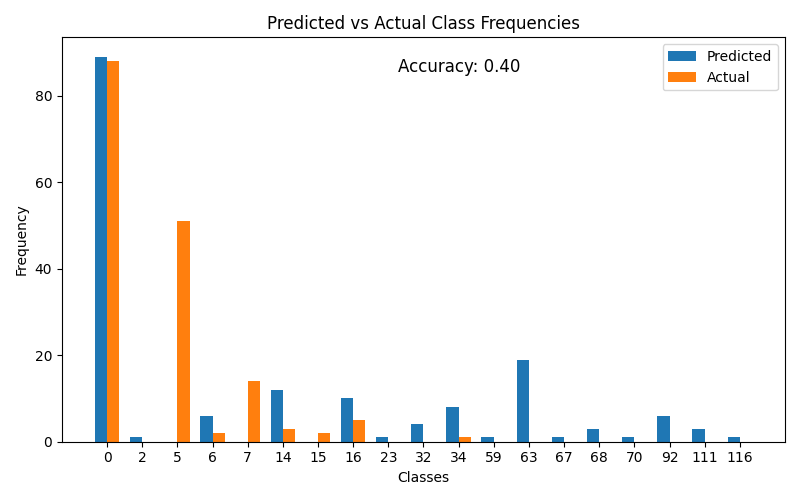 Predicted vs Actual Class Frequencies
Accuracy: 0.40
Predicted
Actual
Frequency
80
60
40
20
0
0 2 5 6 7 14 15 16 23 32 34 59 63 67 68 70 92 111 116
Classes